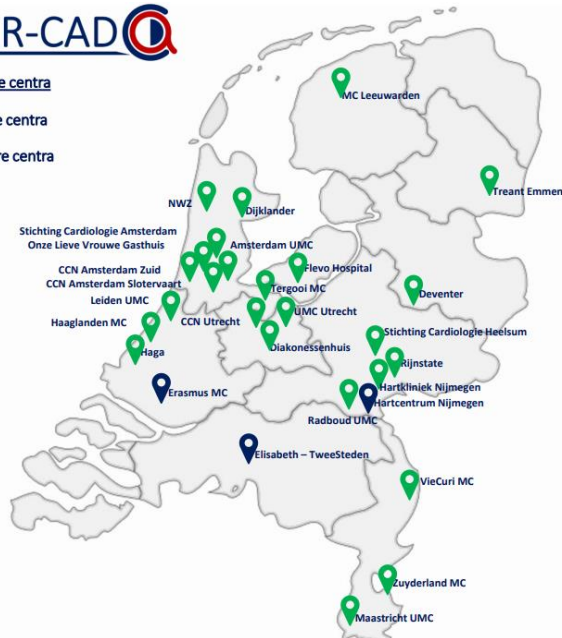 R-CAD
e centra
e centra
re centra
MC Leeuwarden
Treant Emmen
NWZ
Dijklander
Stichting Cardiologie Amsterdam
Onze Lieve Vrouwe Gasthuis
Amsterdam UMC
CCN Amsterdam Zuid
CCN Amsterdam Slotervaart
Flevo Hospital
Tergooi MC
Leiden UMC
Deventer
Haaglanden MC
CCN Utrecht
UMC Utrecht
Diakonessenhuis
Stichting Cardiologie Heelsum
Haga
Rijnstate
Erasmus MC
Hartkliniek Nijmegen
Hartcentrum Nijmegen
Radboud UMC
Elisabeth – TweeSteden
VieCuri MC
Zuyderland MC
Maastricht UMC